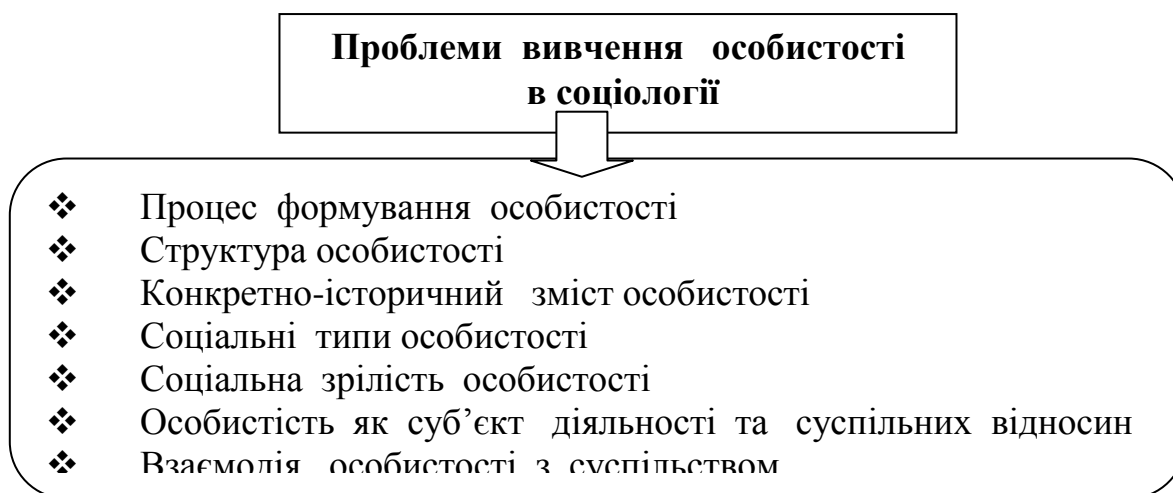 Проблеми вивчення особистості
в соціології
❖ Процес формування особистості
❖ Структура особистості
❖ Конкретно-історичний зміст особистості
❖ Соціальні типи особистості
❖ Соціальна зрілість особистості
❖ Особистість як суб’єкт діяльності та суспільних відносин
❖ Взаємодія особистості з суспільством